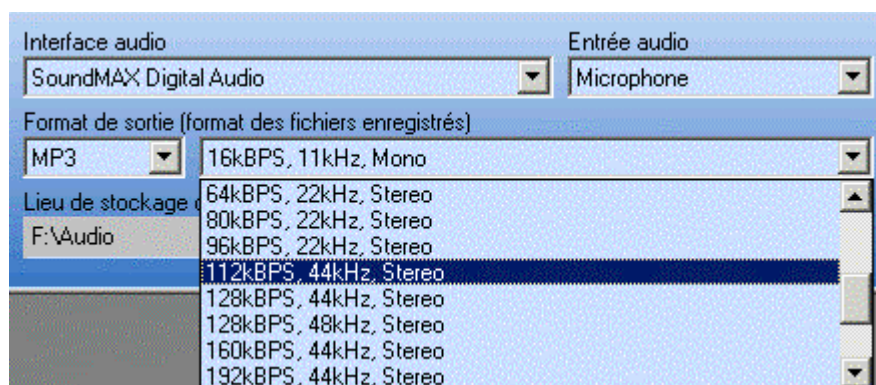 Interface audio Entrée audio
SoundMAX Digital Audio Microphone
Format de sortie (format des fichiers enregistrés)
MP3 16kBPS, 11kHz, Mono
Lieu de stockage
64kBPS, 22kHz, Stereo
80kBPS, 22kHz, Stereo
F:\Audio
96kBPS, 22kHz, Stereo
112kBPS, 44kHz, Stereo
128kBPS, 44kHz, Stereo
128kBPS, 48kHz, Stereo
160kBPS, 44kHz, Stereo
192kBPS, 44kHz, Stereo